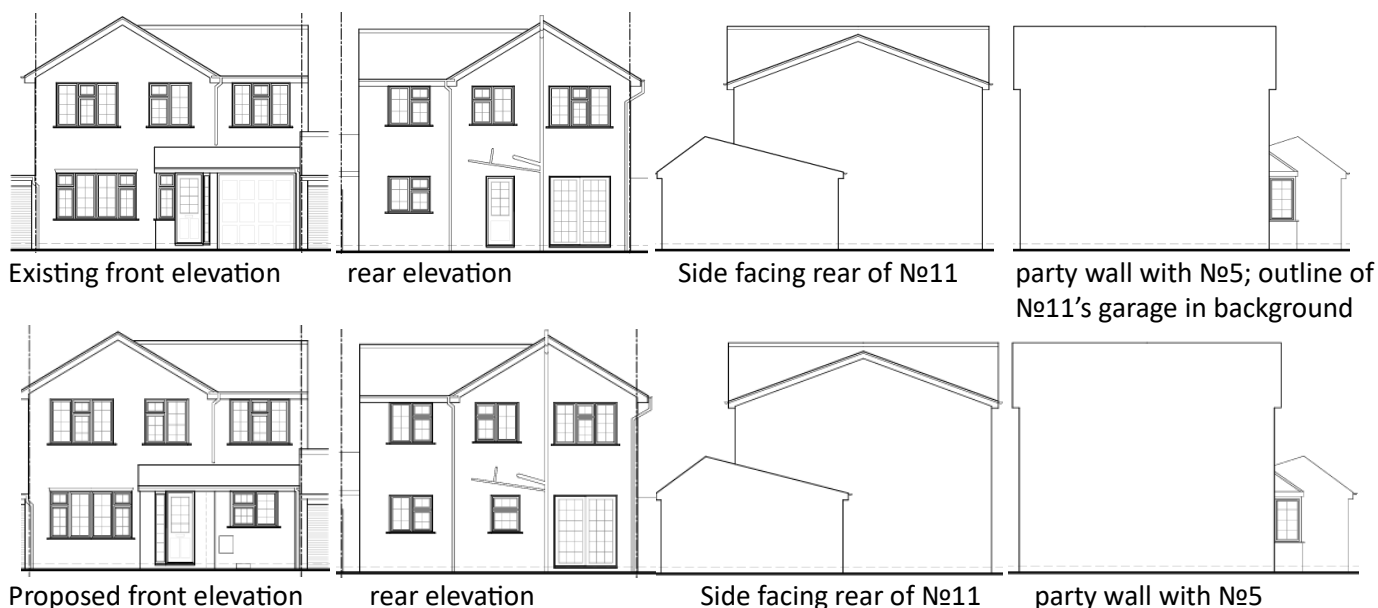 Existing front elevation
rear elevation
Side facing rear of №11
party wall with №5; outline of
№11’s garage in background
Proposed front elevation
rear elevation
Side facing rear of №11
party wall with №5